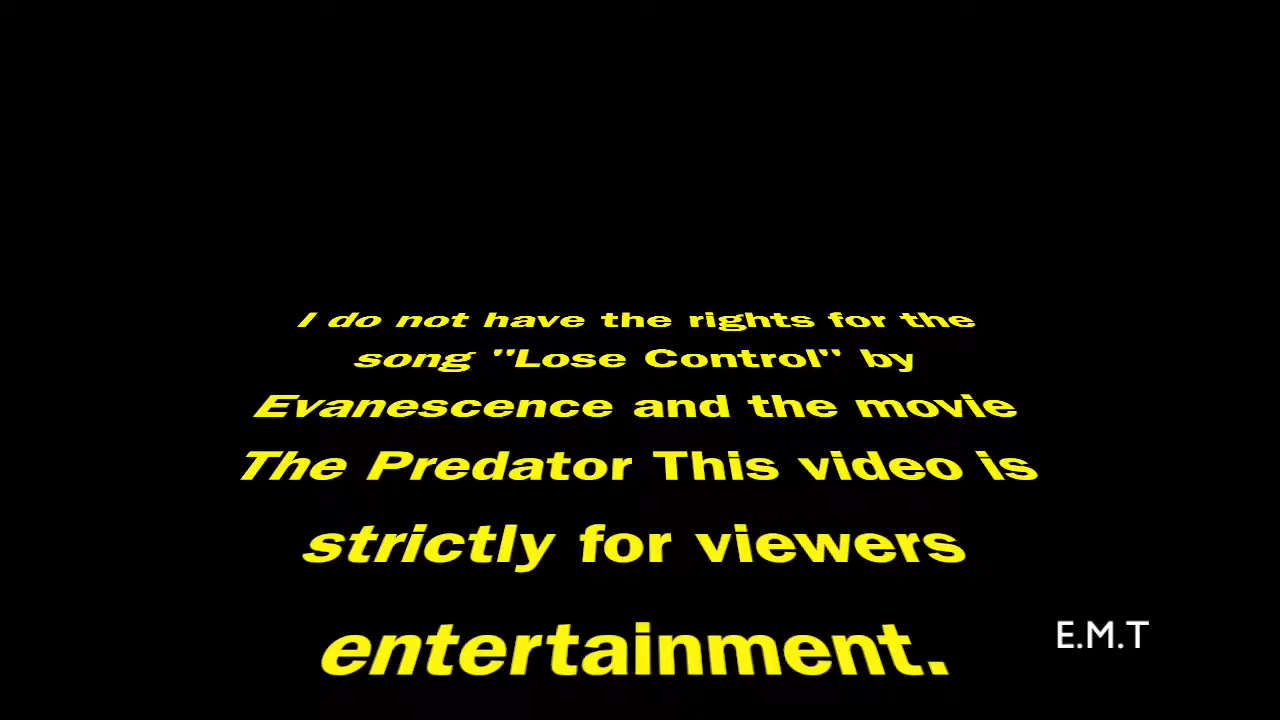 I do not have the rights for the
song "Lose Control" by
Evanescence and the movie
The Predator This video is
strictly for viewers
entertainment.
E.M.T